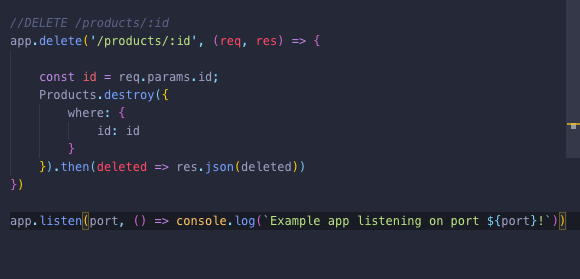 //DELETE /products/:id
app.delete('/products/:id', (req, res) => {
const id = req.params.id;
Products.destroy({
where: {
id: id
}
}).then(deleted => res.json(deleted))
})
app.listen(port, () => console.log(`Example app listening on port ${port}!`))